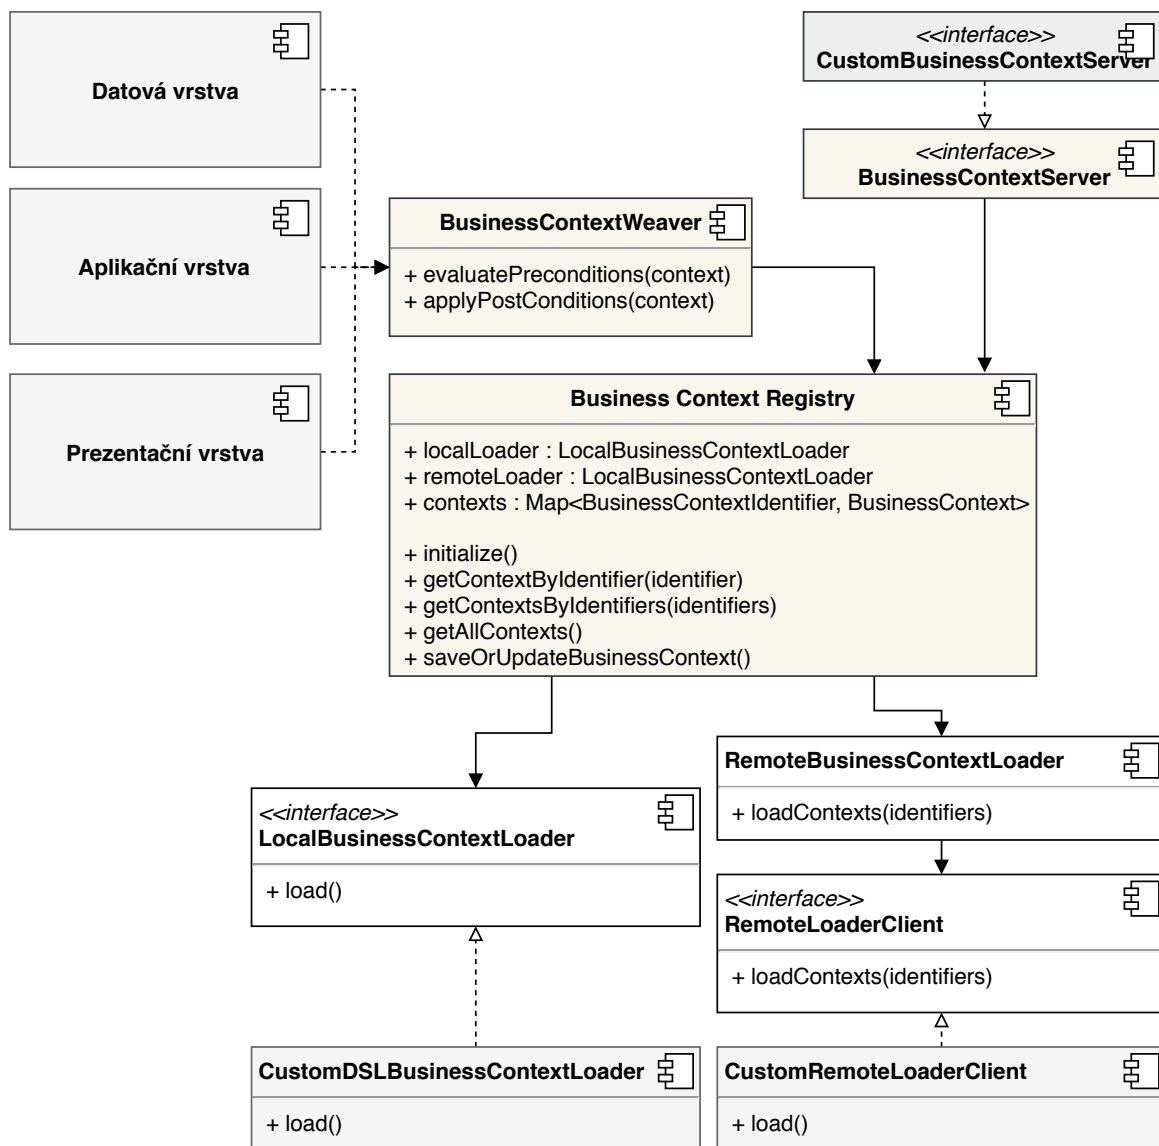 Datová vrstva
<<interface>>
CustomBusinessContextServer
<<interface>>
BusinessContextServer
Aplikační vrstva
BusinessContextWeaver
+ evaluatePreconditions(context)
+ applyPostConditions(context)
Prezentační vrstva
Business Context Registry
+ localLoader : LocalBusinessContextLoader
+ remoteLoader : LocalBusinessContextLoader
+ contexts : Map<BusinessContextIdentifier, BusinessContext>
+ initialize()
+ getContextByIdentifier(identifier)
+ getContextsByIdentifiers(identifiers)
+ getAllContexts()
+ saveOrUpdateBusinessContext()
RemoteBusinessContextLoader
+ loadContexts(identifiers)
<<interface>>
LocalBusinessContextLoader
+ load()
<<interface>>
RemoteLoaderClient
+ loadContexts(identifiers)
CustomDSLBusinessContextLoader
+ load()
CustomRemoteLoaderClient
+ load()